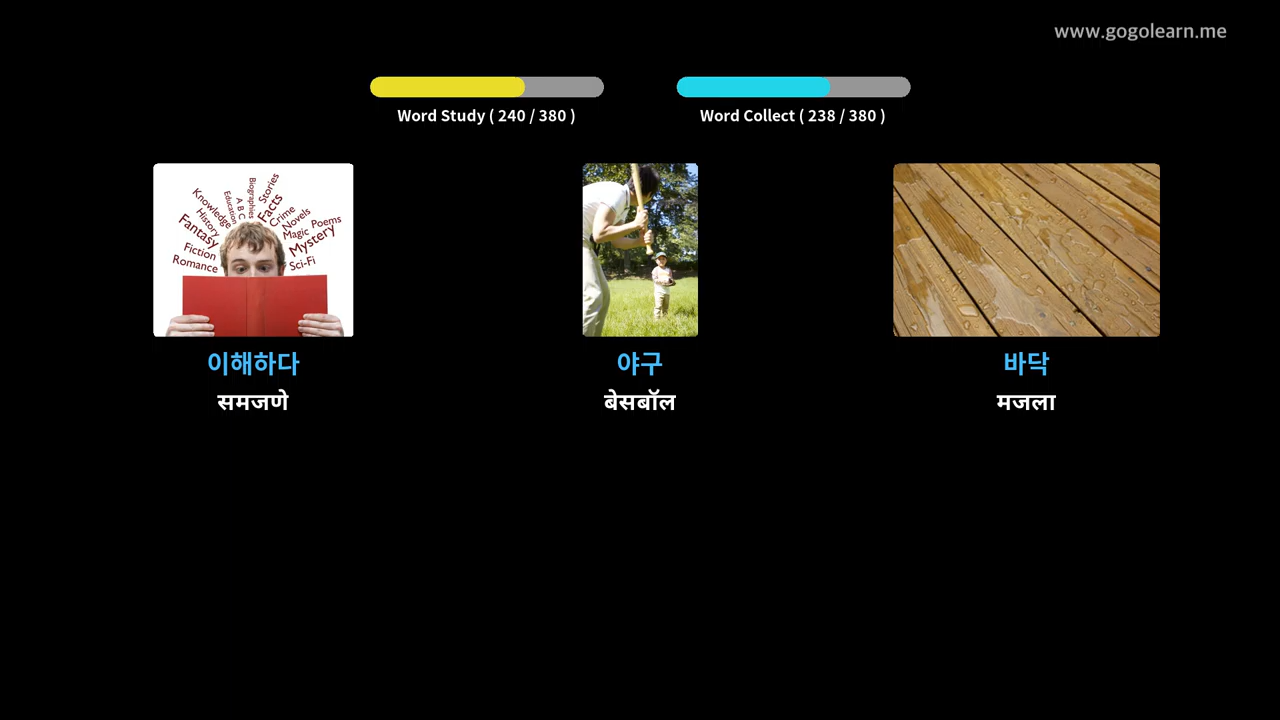 www.gogolearn.me
Word Study ( 240 / 380 )
Word Collect ( 238 / 380 )
Stories
Biographies
Facts
A B C
Education
Crime
Knowledge
Novels
History
Magic
Poems
Fantasy
Mystery
Fiction
Sci-Fi
Romance
이해하다
야구
바닥
समजणे
बेसबॉल
मजला